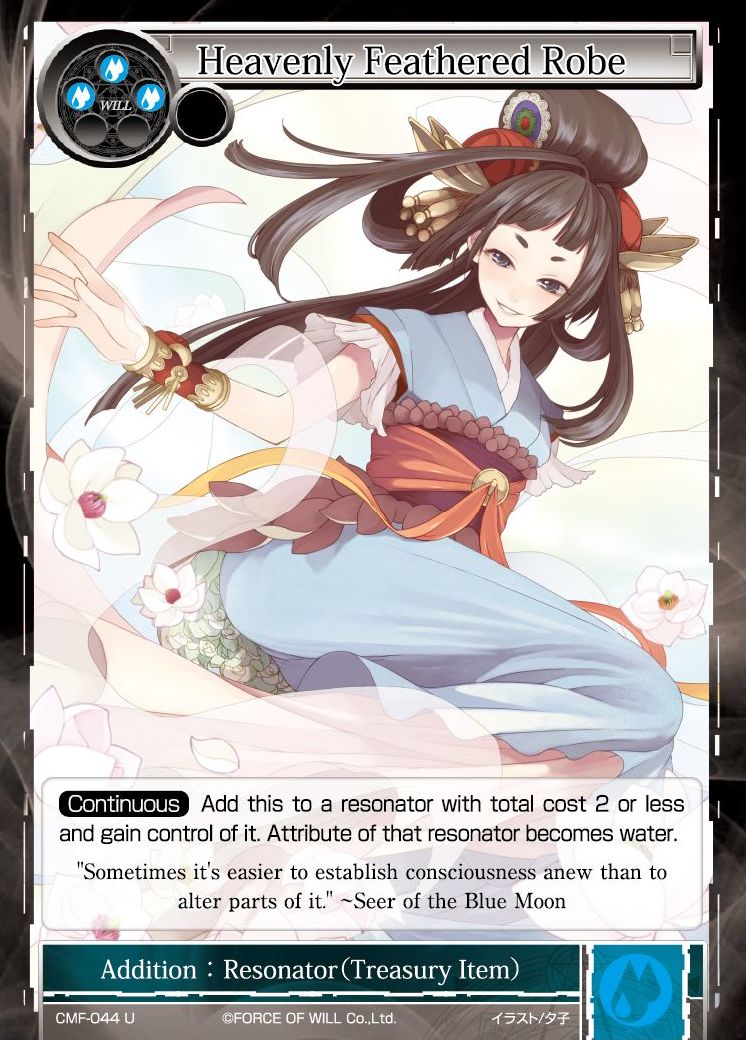 Heavenly Feathered Robe
WILL
Continuous Add this to a resonator with total cost 2 or less
and gain control of it. Attribute of that resonator becomes water.
"Sometimes it's easier to establish consciousness anew than to
alter parts of it." ~Seer of the Blue Moon
Addition : Resonator(Treasury Item)
CMF-044 U ©FORCE OF WILL Co.,Ltd. イラスト/夕子